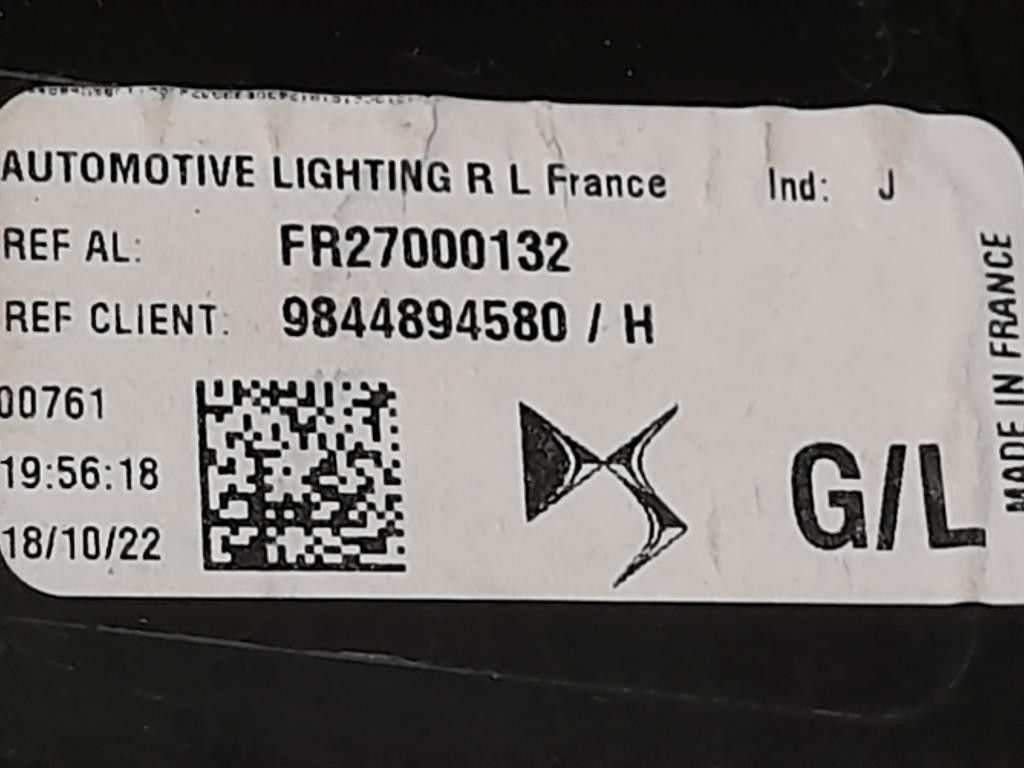 AUTOMOTIVE LIGHTING R L France Ind: J
REF AL: FR27000132
REF CLIENT: 9844894580 / H
00761
19:56:18
18/10/22
G/L
MADE IN FRANCE